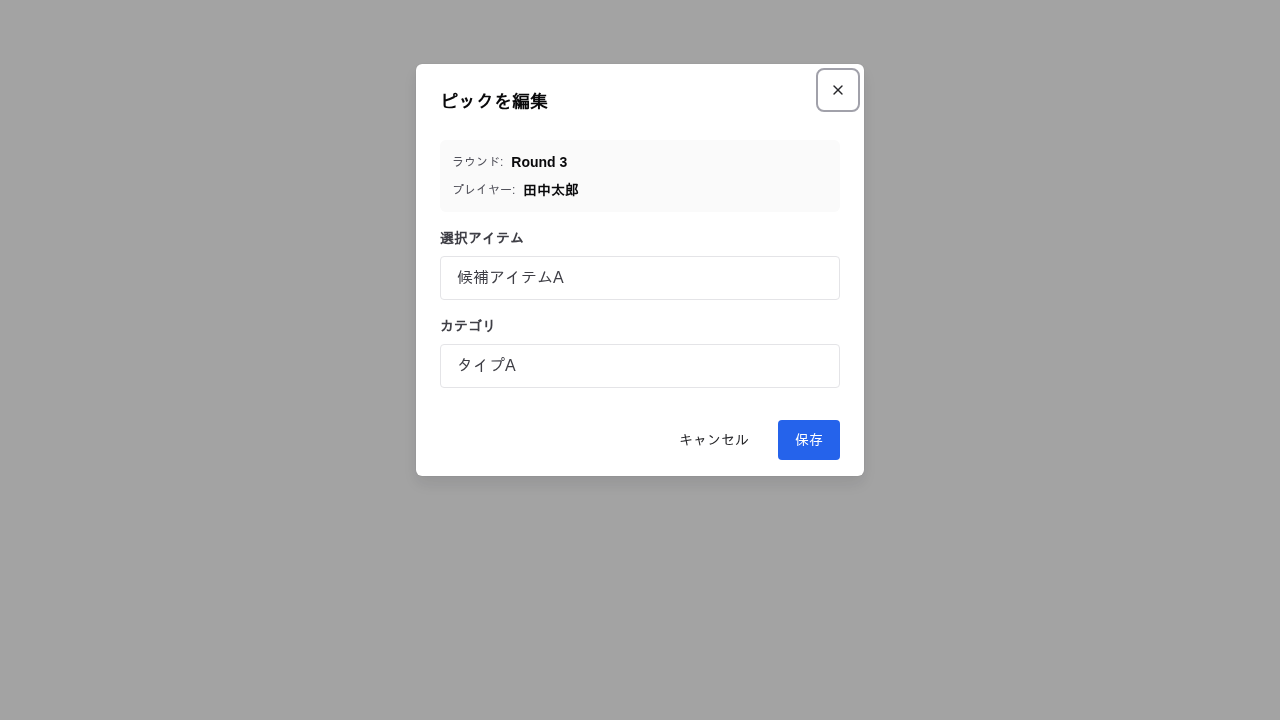 ピックを編集
×
ラウンド: Round 3
プレイヤー: 田中太郎
選択アイテム
候補アイテムA
カテゴリ
タイプA
キャンセル 保存